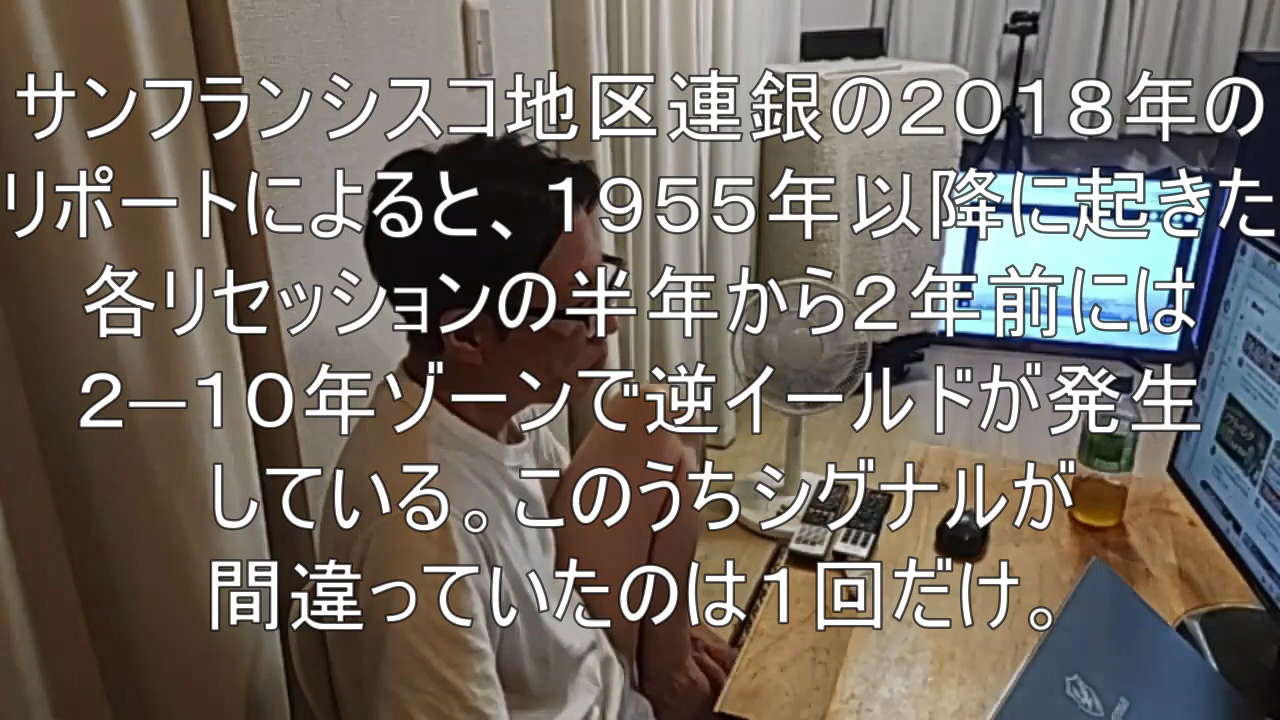 サンフランシスコ地区連銀の２０１８年の
リポートによると、１９５５年以降に起きた
各リセッションの半年から２年前には
２―１０年ゾーンで逆イールドが発生
している。このうちシグナルが
間違っていたのは１回だけ。